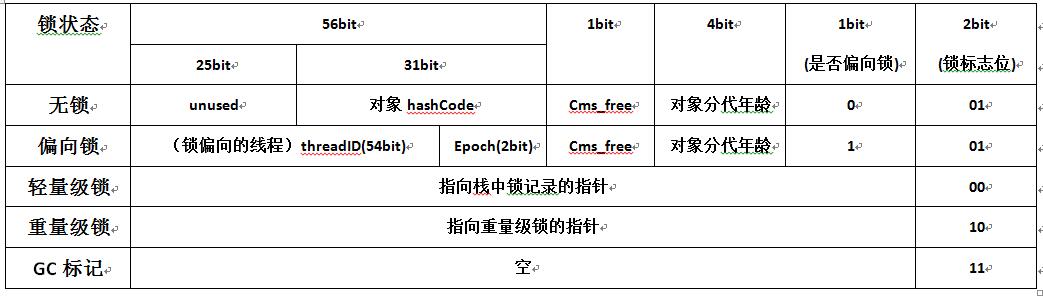 锁状态 56bit 1bit 4bit 1bit 2bit
25bit 31bit (是否偏向锁) (锁标志位)
无锁 unused 对象 hashCode Cms_free 对象分代年龄 0 01
偏向锁 （锁偏向的线程）threadID(54bit) Epoch(2bit) Cms_free 对象分代年龄 1 01
轻量级锁 指向栈中锁记录的指针 00
重量级锁 指向重量级锁的指针 10
GC 标记 空 11